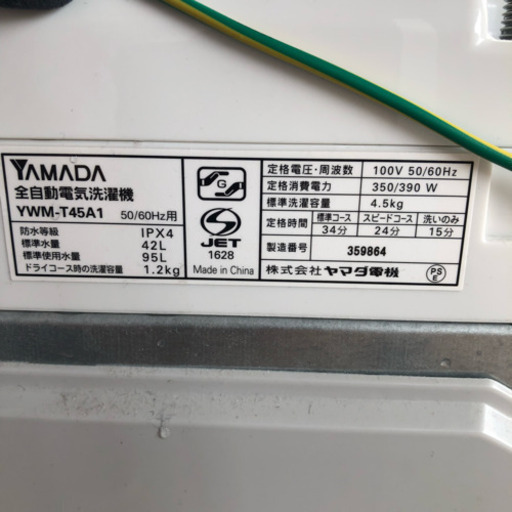 YAMADA
全自動電気洗濯機
YWM-T45A1 50/60Hz用
防水等級 IPX4
標準水量 42L
標準使用水量 95L
ドライコース時の洗濯容量 1.2kg
G
JET
1628
Made in China
定格電圧・周波数 100V 50/60Hz
定格消費電力 350/390 W
標準洗濯容量 4.5kg
定格時間 標準コース スピードコース 洗いのみ
34分 24分 15分
製造番号 359864
株式会社 ヤマダ電機 PS E